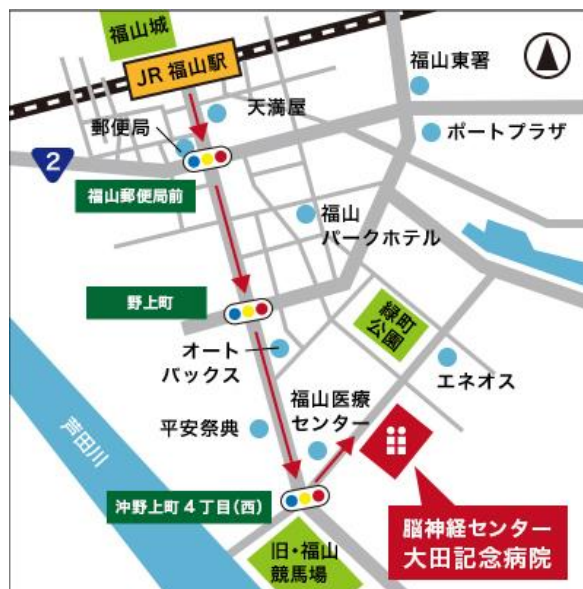 福山城
JR 福山駅
福山東署
天満屋
郵便局
ポートプラザ
2
福山郵便局前
福山
パークホテル
野上町
緑町
公園
オート
バックス
エネオス
福山医療
センター
平安祭典
芦田川
沖野上町 4 丁目(西)
脳神経センター
大田記念病院
旧・福山
競馬場